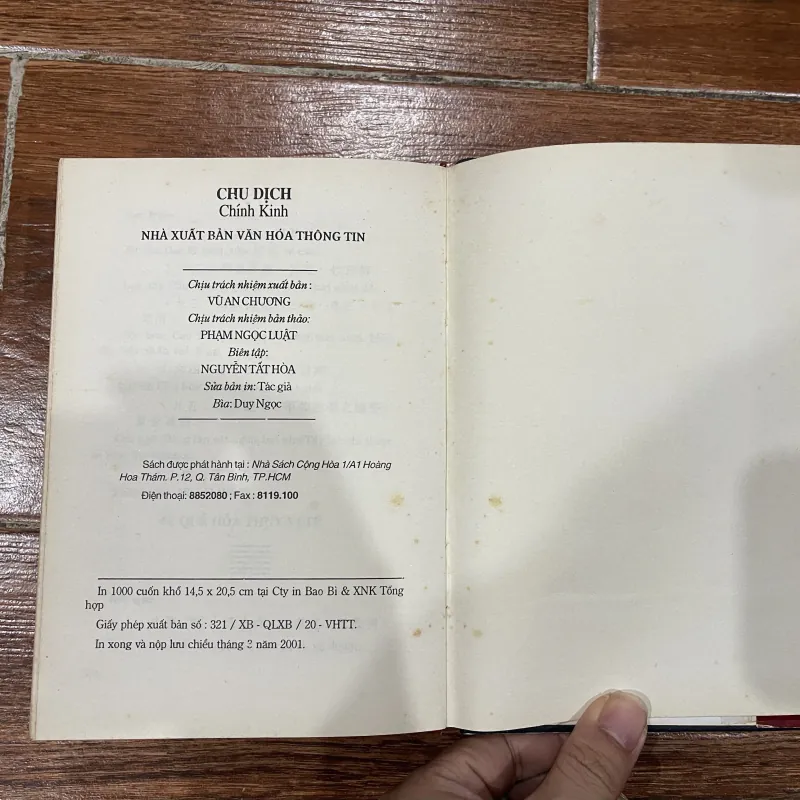 CHU DỊCH
Chính Kinh
NHÀ XUẤT BẢN VĂN HÓA THÔNG TIN
Chịu trách nhiệm xuất bản :
VŨ AN CHƯƠNG
Chịu trách nhiệm bản thảo:
PHẠM NGỌC LUẬT
Biên tập:
NGUYỄN TẤT HÒA
Sửa bản in: Tác giả
Bìa: Duy Ngọc
Sách được phát hành tại : Nhà Sách Cộng Hòa 1/A1 Hoàng
Hoa Thám. P.12, Q. Tân Bình, TP.HCM
Điện thoại: 8852080 ; Fax : 8119.100
In 1000 cuốn khổ 14,5 x 20,5 cm tại Cty in Bao Bì & XNK Tổng
hợp
Giấy phép xuất bản số : 321 / XB - QLXB / 20 - VHTT.
In xong và nộp lưu chiểu tháng 2 năm 2001.